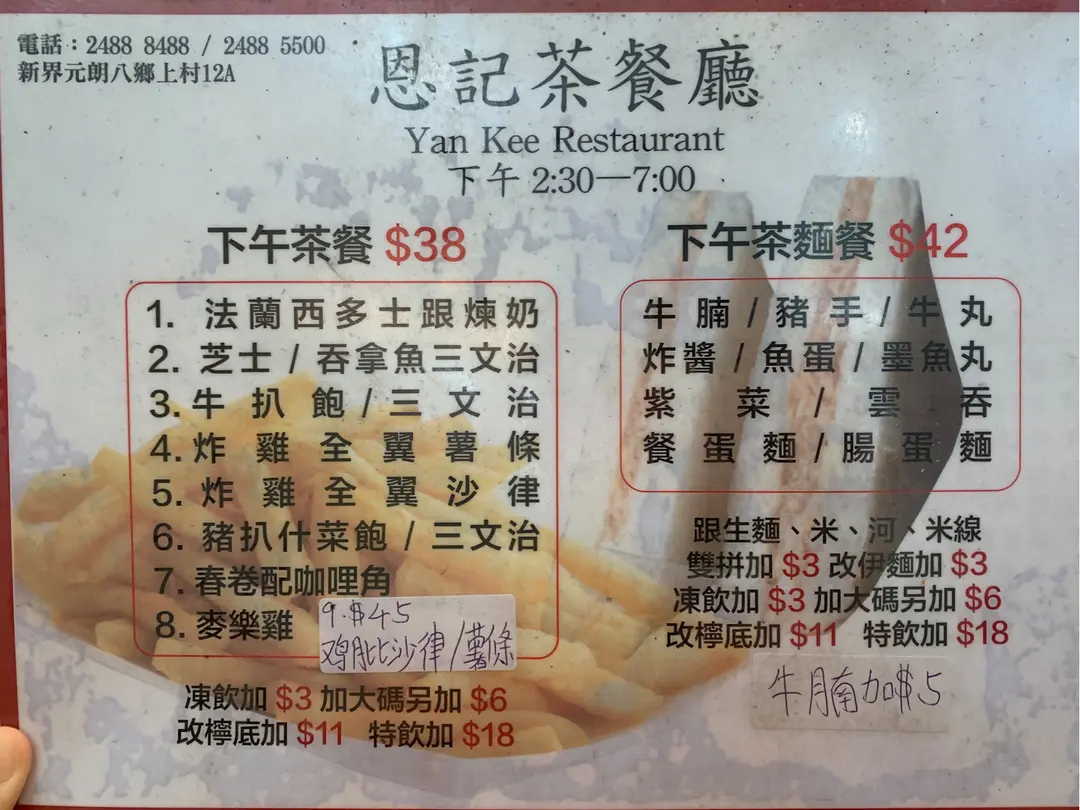 電話：2488 8488 / 2488 5500
新界元朗八鄉上村12A
恩記茶餐廳
Yan Kee Restaurant
下午 2:30—7:00
下午茶餐 $38
1. 法蘭西多士跟煉奶
2. 芝士 / 吞拿魚三文治
3. 牛扒飽 / 三文治
4. 炸雞全翼薯條
5. 炸雞全翼沙律
6. 豬扒什菜飽 / 三文治
7. 春卷配咖哩角
8. 麥樂雞
9. $45
鸡肶沙律/薯條
凍飲加 $3 加大碼另加 $6
改檸底加 $11 特飲加 $18
下午茶麵餐 $42
牛腩 / 豬手 / 牛丸
炸醬 / 魚蛋 / 墨魚丸
紫菜 / 雲吞
餐蛋麵 / 腸蛋麵
跟生麵、米、河、米線
雙拼加 $3 改伊麵加 $3
凍飲加 $3 加大碼另加 $6
改檸底加 $11 特飲加 $18
牛腩加$5